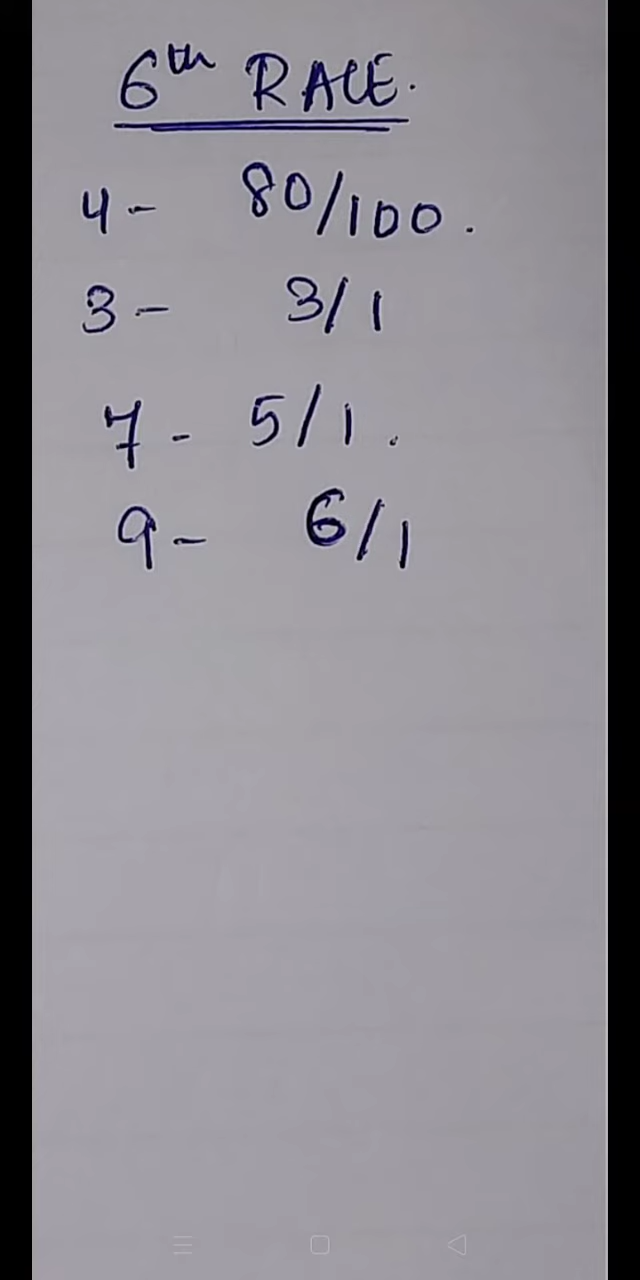 6th RACE.
4- 80/100.
3- 3/1
7- 5/1.
9- 6/1